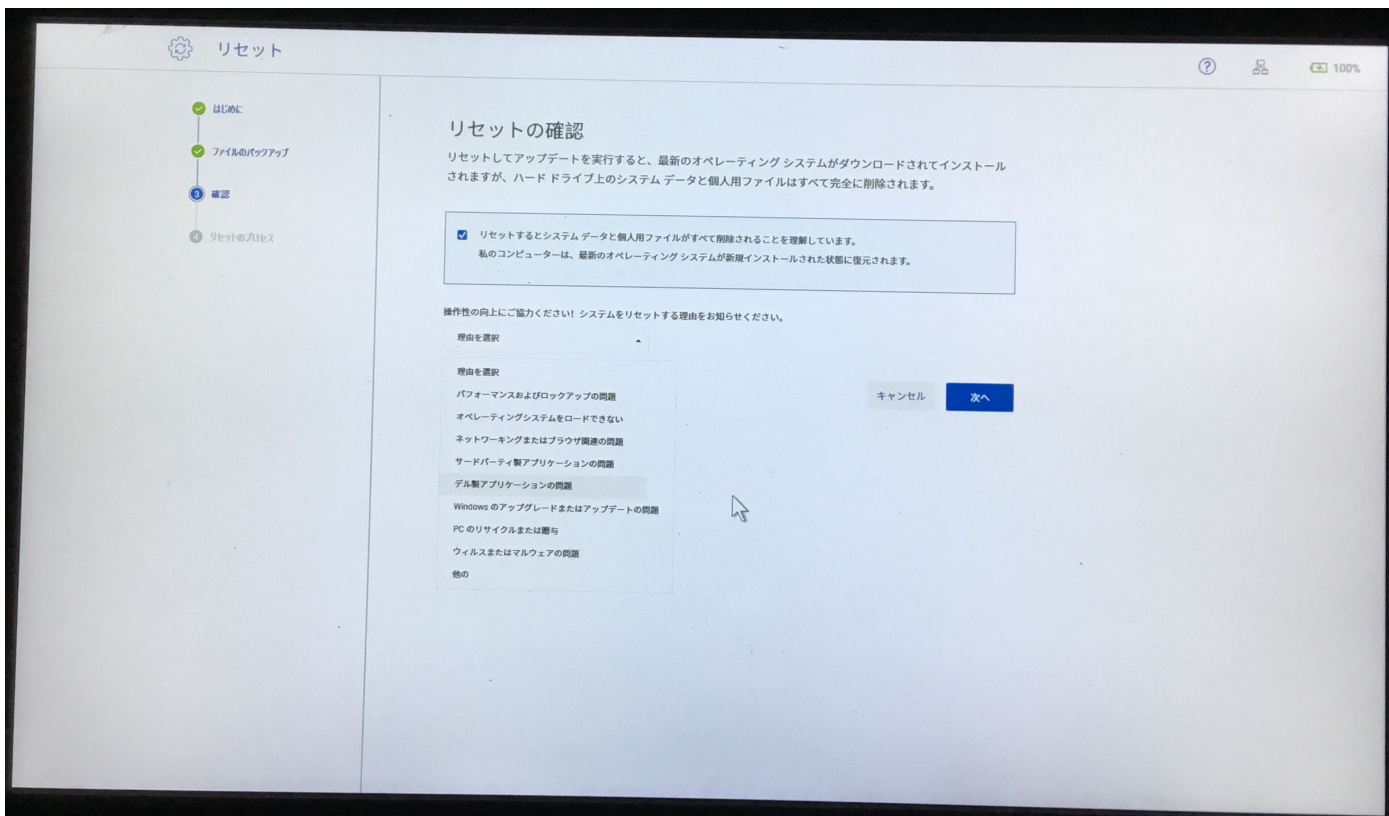 リセット
100%
はじめに
ファイルのバックアップ
3 確認
4 リセットのプロセス
リセットの確認
リセットしてアップデートを実行すると、最新のオペレーティング システムがダウンロードされてインストール
されますが、ハード ドライブ上のシステム データと個人用ファイルはすべて完全に削除されます。
リセットするとシステム データと個人用ファイルがすべて削除されることを理解しています。
私のコンピューターは、最新のオペレーティング システムが新規インストールされた状態に復元されます。
操作性の向上にご協力ください! システムをリセットする理由をお知らせください。
理由を選択
理由を選択
パフォーマンスおよびロックアップの問題
オペレーティングシステムをロードできない
ネットワーキングまたはブラウザ関連の問題
サードパーティ製アプリケーションの問題
デル製アプリケーションの問題
Windows のアップグレードまたはアップデートの問題
PC のリサイクルまたは贈与
ウィルスまたはマルウェアの問題
他の
キャンセル
次へ